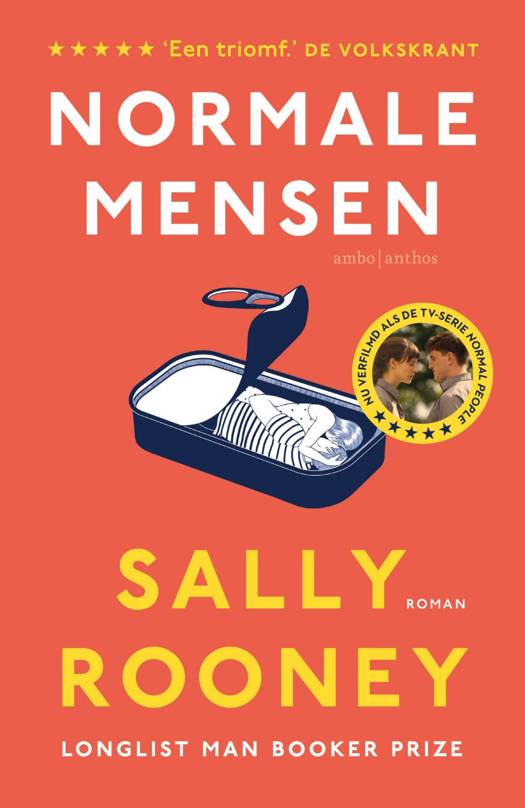 ★★★★★ ‘Een triomf.’ DE VOLKSKRANT
NORMALE
MENSEN
ambo|anthos
NU VERFILMD ALS DE TV-SERIE NORMAL PEOPLE
★★★★★
SALLY
ROMAN
ROONEY
LONGLIST MAN BOOKER PRIZE